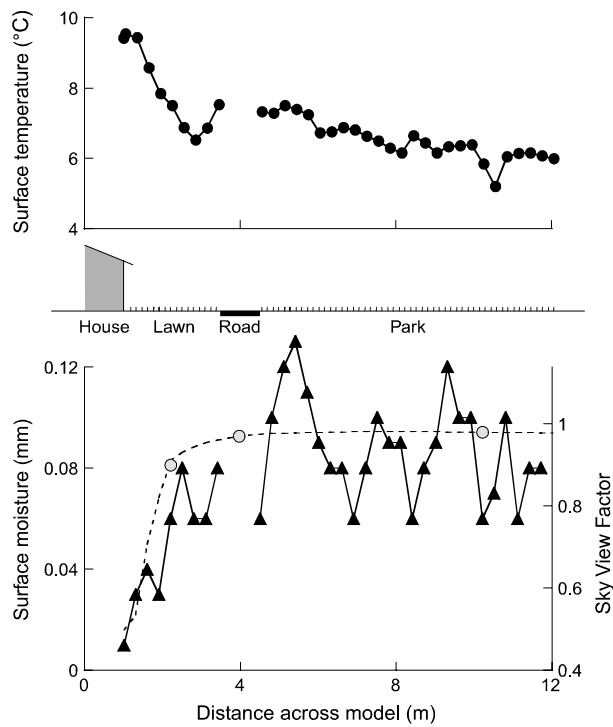 Surface temperature (°C)
10
8
6
4
House
Lawn
Road
Park
Surface moisture (mm)
0.12
0.08
0.04
0
Sky View Factor
1
0.8
0.6
0.4
0
4
8
12
Distance across model (m)